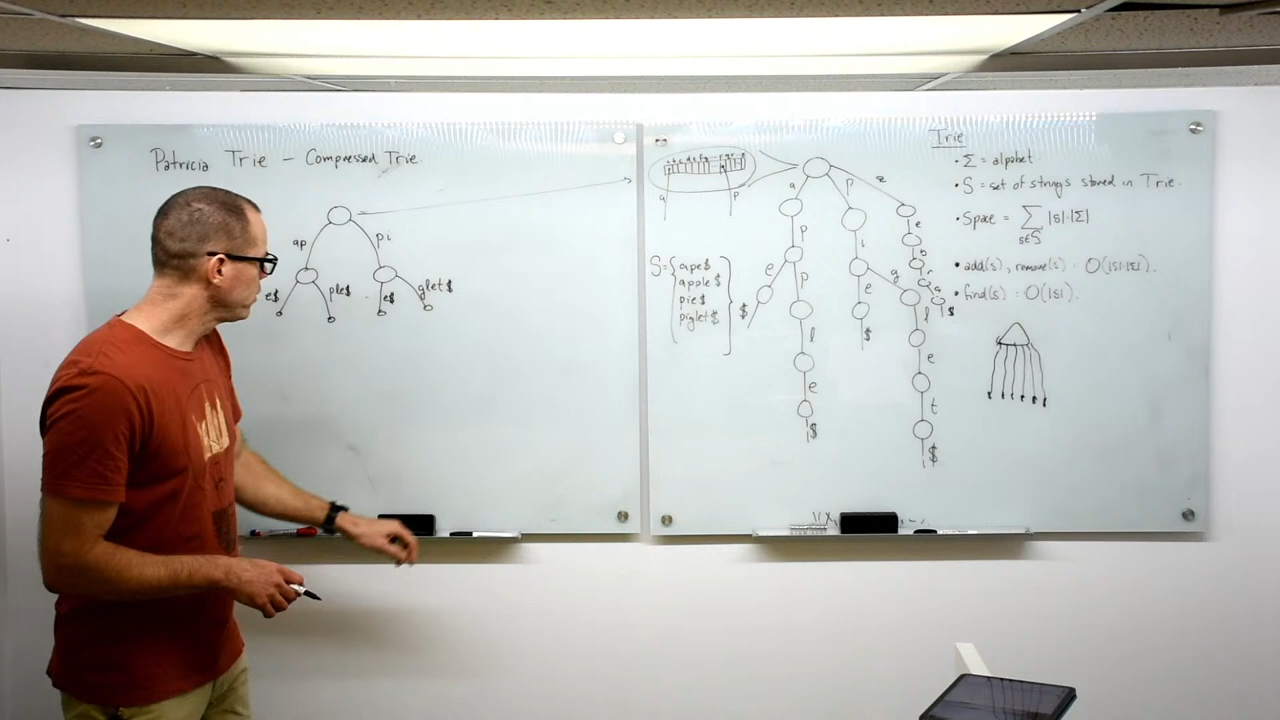 Patricia Trie – Compressed Trie.
ap
pi
e$
ple$
e$
glet$
a
p
S = { ape$
apple$
pie$
piglet$ }
a
p
z
p
i
e
e
p
e
g
b
r
a
$
$
l
$
l
e
e
t
$
$
Trie
• Σ = alphabet
• S = set of strings stored in Trie.
• Space = Σ |s|·|Σ|
s∈S
• add(s), remove(s) : O(|s|·|Σ|).
• find(s) : O(|s|).